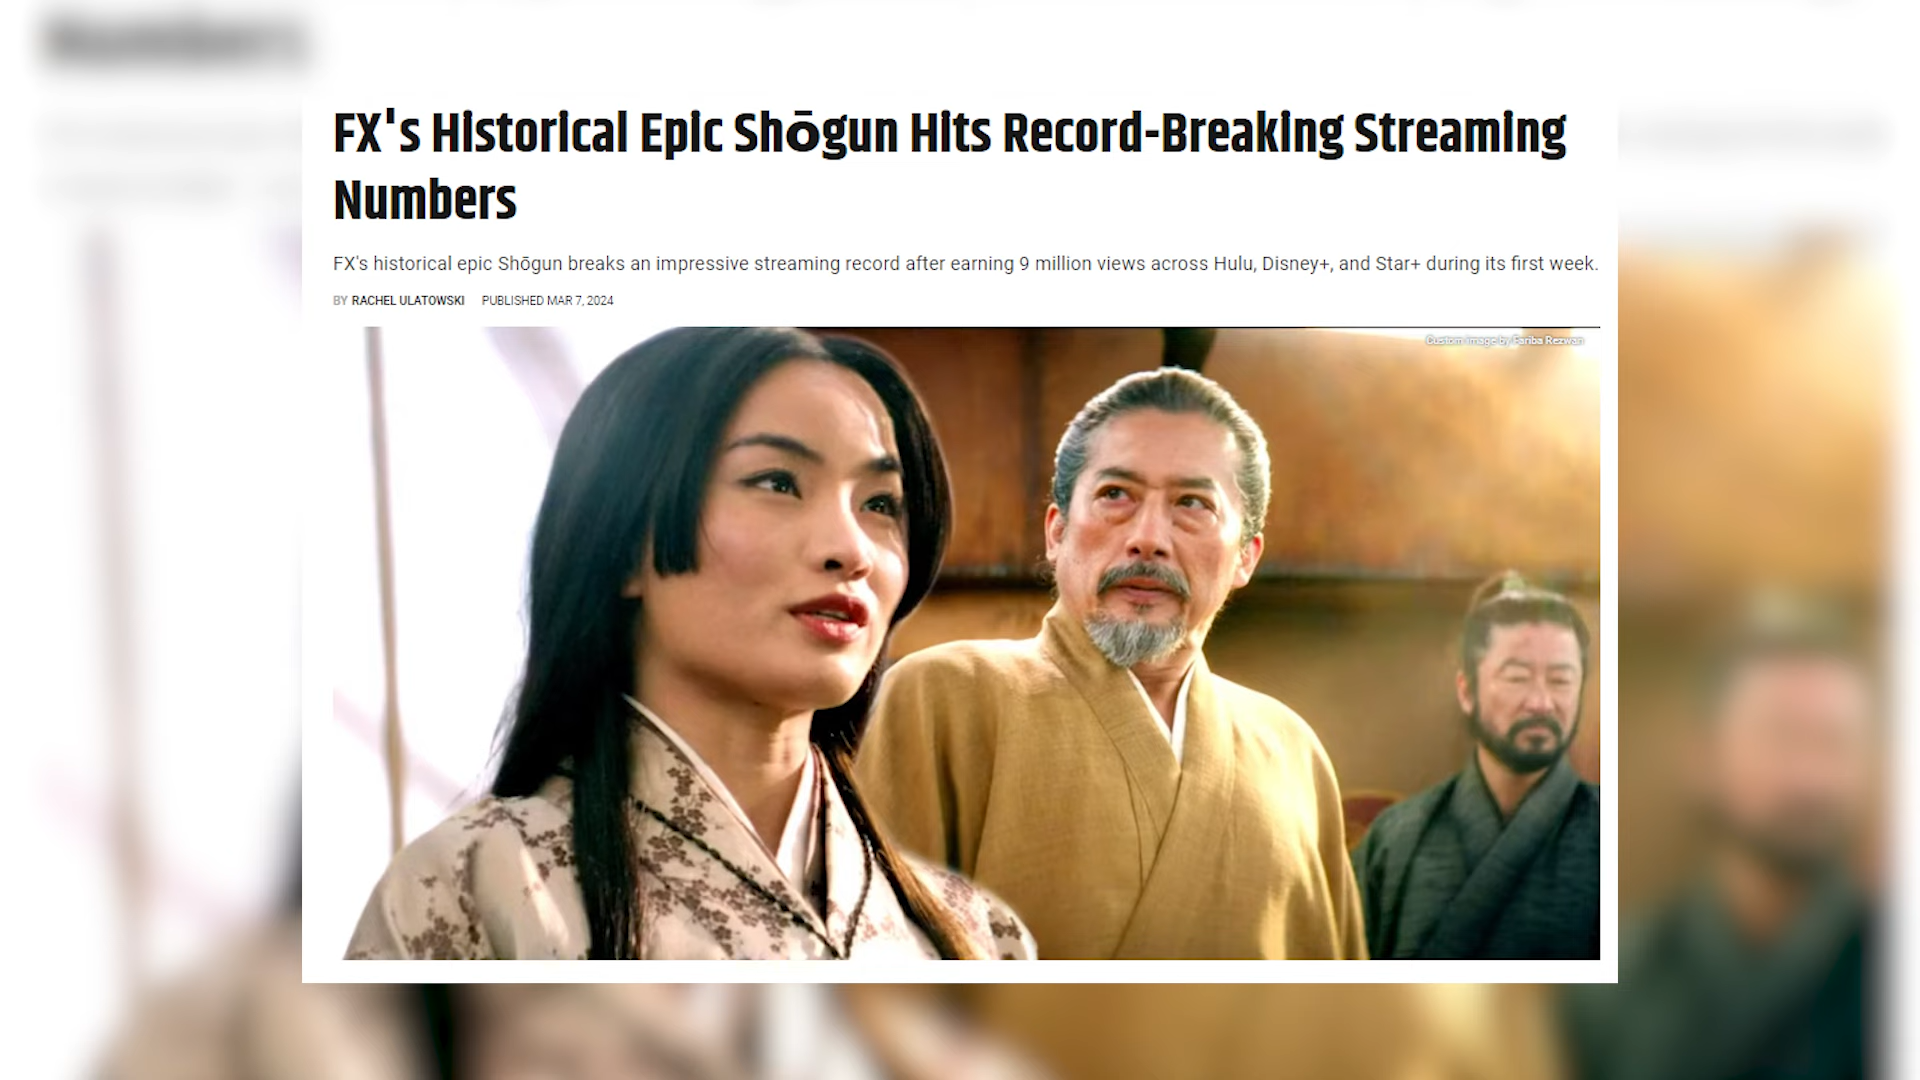 Numbers
FX's Historical Epic Shōgun Hits Record-Breaking Streaming
Numbers
FX's historical epic Shōgun breaks an impressive streaming record after earning 9 million views across Hulu, Disney+, and Star+ during its first week.
BY RACHEL ULATOWSKI PUBLISHED MAR 7, 2024
Custom image by Fariba Rezwan